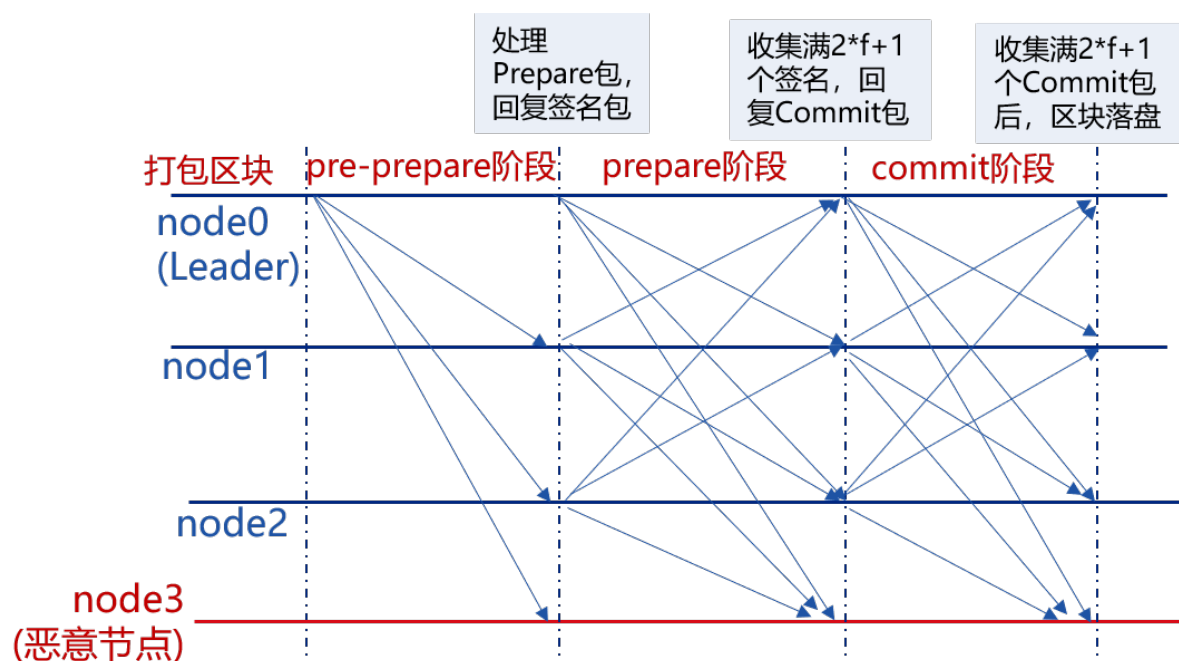 处理
Prepare包，
回复签名包
收集满2*f+1
个签名，回
复Commit包
收集满2*f+1
个Commit包
后，区块落盘
打包区块
pre-prepare阶段
prepare阶段
commit阶段
node0
(Leader)
node1
node2
node3
(恶意节点)